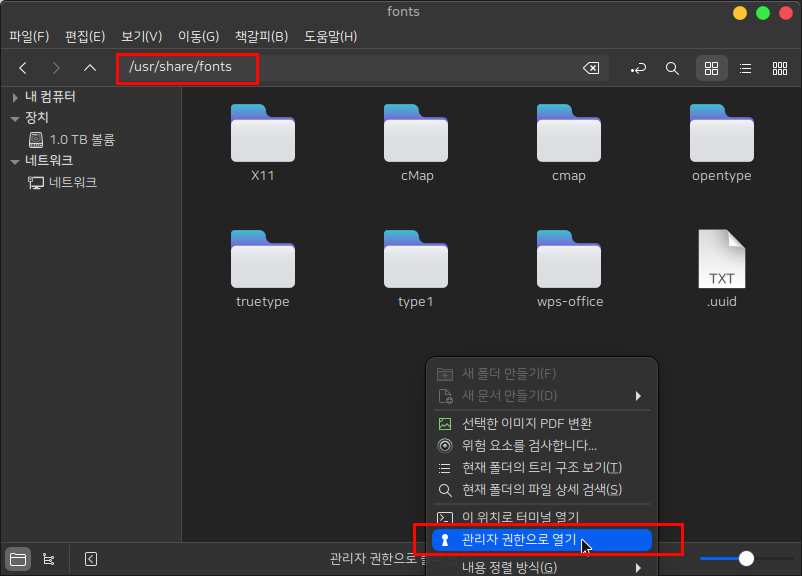 fonts
파일(F) 편집(E) 보기(V) 이동(G) 책갈피(B) 도움말(H)
/usr/share/fonts
내 컴퓨터
장치
1.0 TB 볼륨
네트워크
네트워크
X11 cMap cmap opentype
TXT
truetype type1 wps-office .uuid
새 폴더 만들기(F)
새 문서 만들기(D)
선택한 이미지 PDF 변환
위험 요소를 검사합니다...
현재 폴더의 트리 구조 보기(T)
현재 폴더의 파일 상세 검색(S)
이 위치로 터미널 열기
관리자 권한으로 열기
내용 정렬 방식(G)
관리자 권한으로